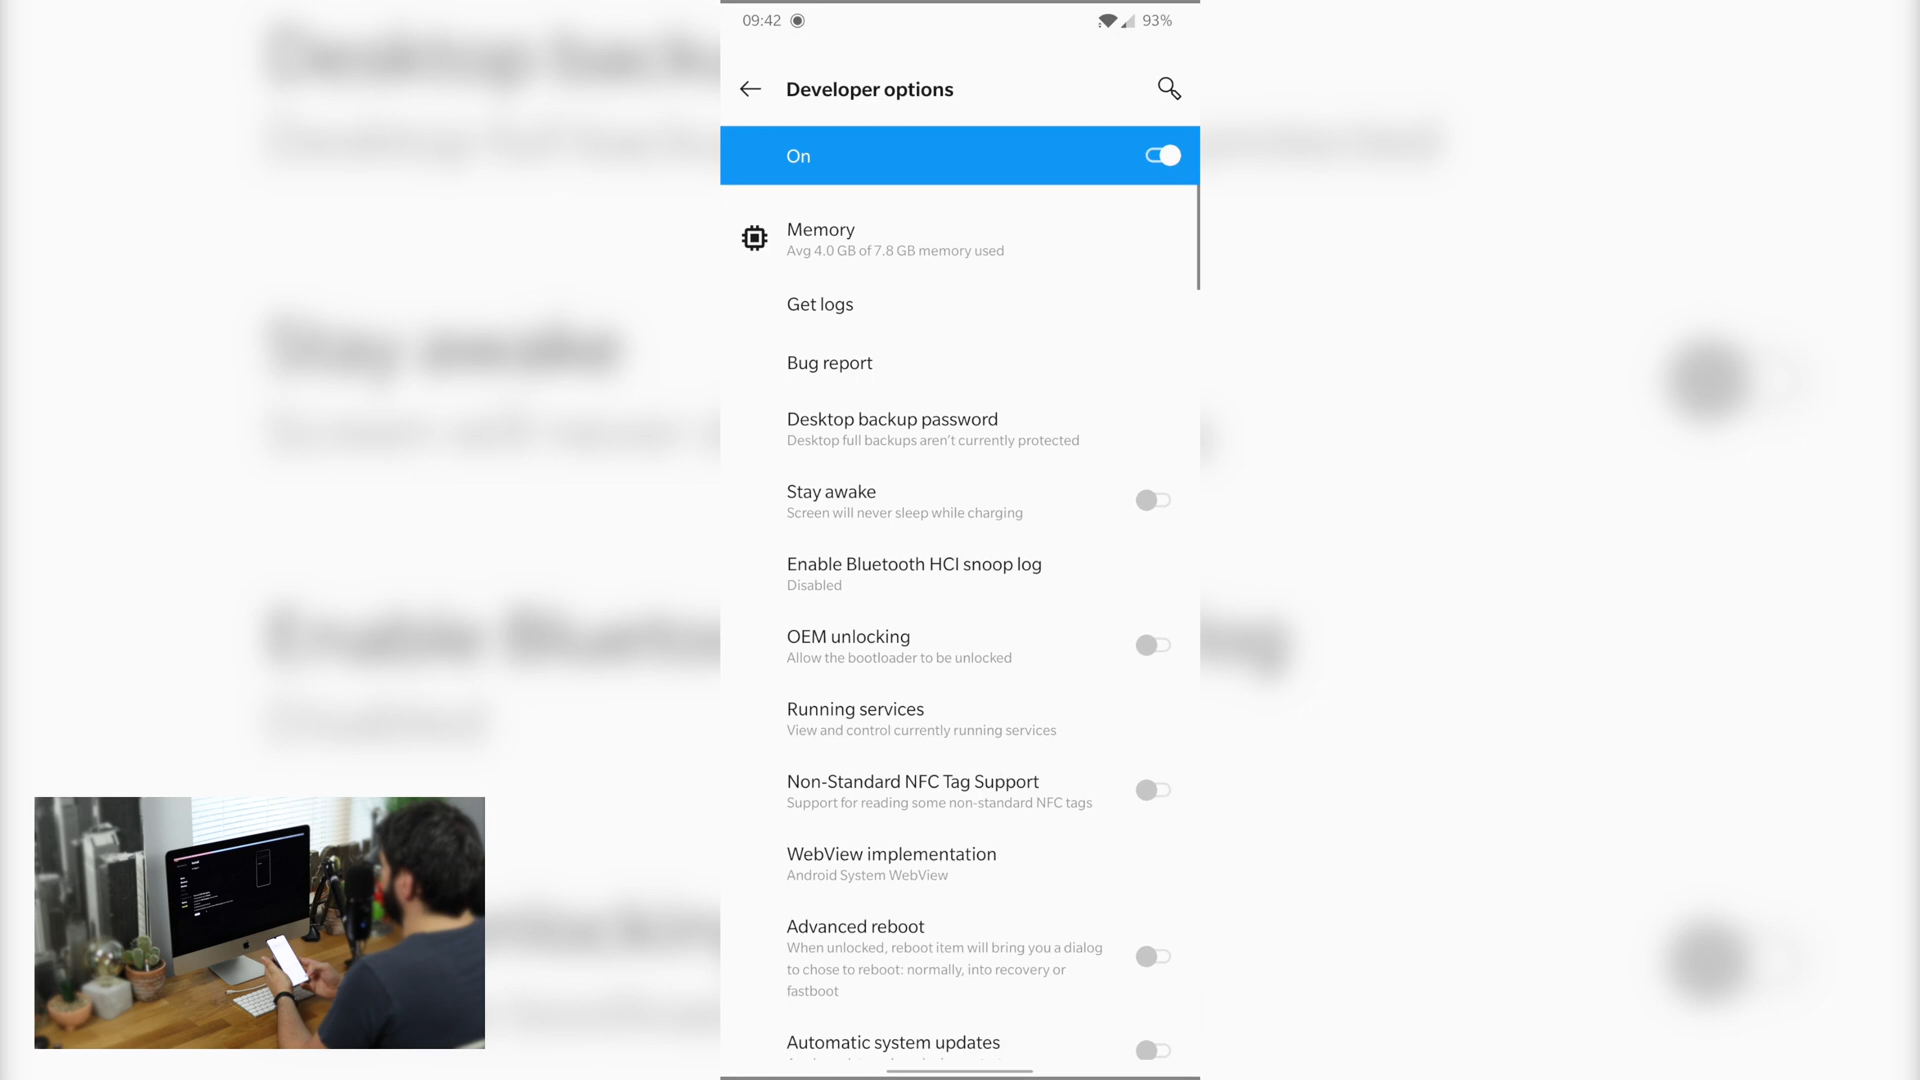 09:42
93%
Developer options
On
Memory
Avg 4.0 GB of 7.8 GB memory used
Get logs
Bug report
Desktop backup password
Desktop full backups aren't currently protected
Stay awake
Screen will never sleep while charging
Enable Bluetooth HCI snoop log
Disabled
OEM unlocking
Allow the bootloader to be unlocked
Running services
View and control currently running services
Non-Standard NFC Tag Support
Support for reading some non-standard NFC tags
WebView implementation
Android System WebView
Advanced reboot
When unlocked, reboot item will bring you a dialog
to chose to reboot: normally, into recovery or
fastboot
Automatic system updates